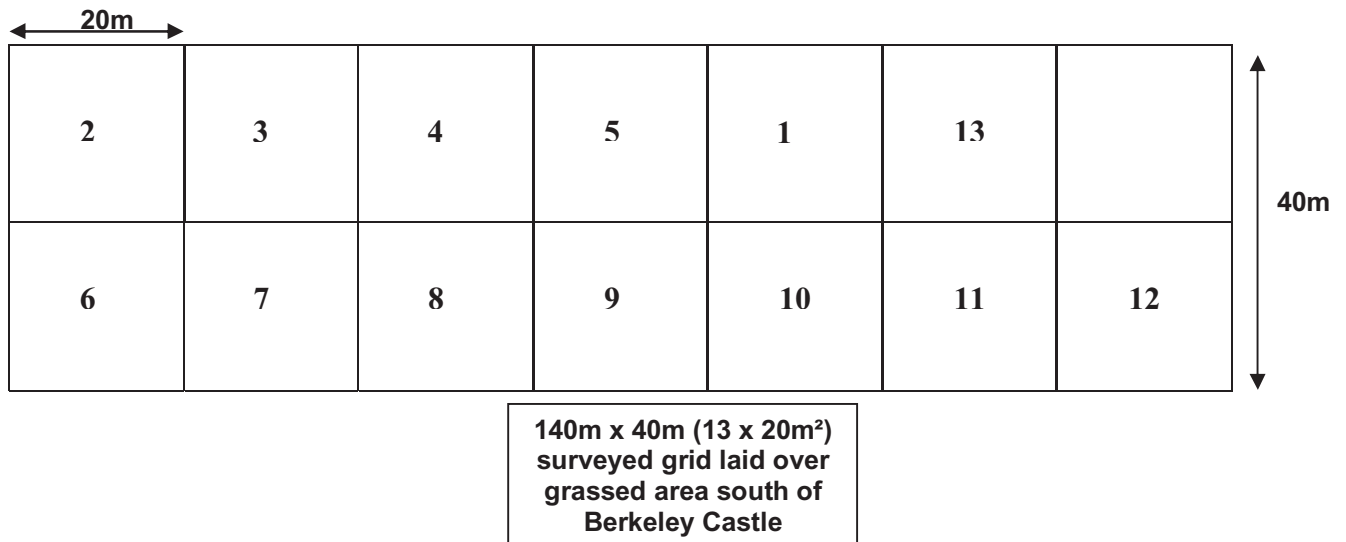 20m
2 3 4 5 1 13
40m
6 7 8 9 10 11 12
140m x 40m (13 x 20m²)
surveyed grid laid over
grassed area south of
Berkeley Castle